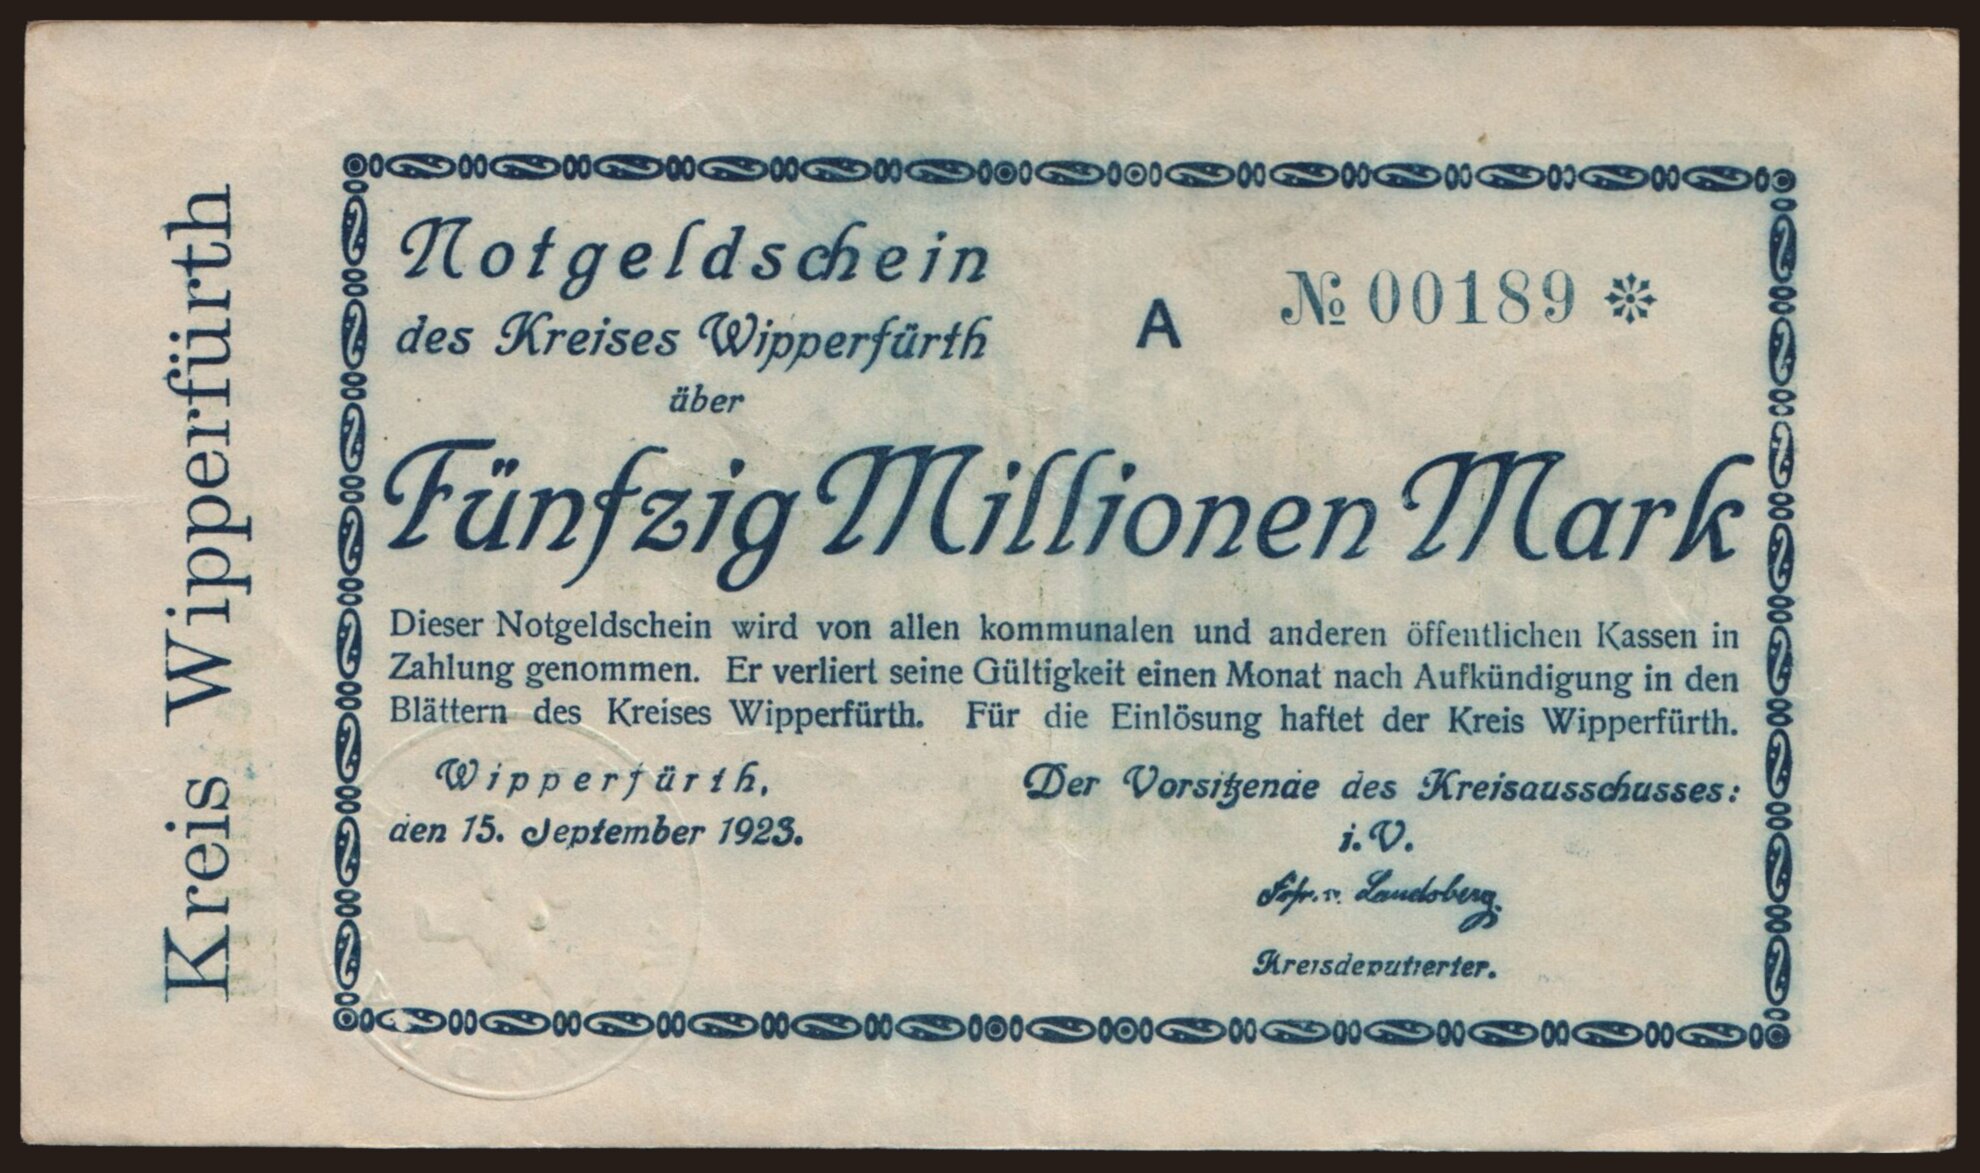 Kreis Wipperfürth
Notgeldschein
des Kreises Wipperfürth
A
№ 00189 ❊
über
Fünfzig Millionen Mark
Dieser Notgeldschein wird von allen kommunalen und anderen öffentlichen Kassen in
Zahlung genommen. Er verliert seine Gültigkeit einen Monat nach Aufkündigung in den
Blättern des Kreises Wipperfürth. Für die Einlösung haftet der Kreis Wipperfürth.
Wipperfürth,
den 15. September 1923.
Der Vorsitzende des Kreisausschusses:
i. V.
Frhr. v. Landsberg.
Kreisdeputierter.